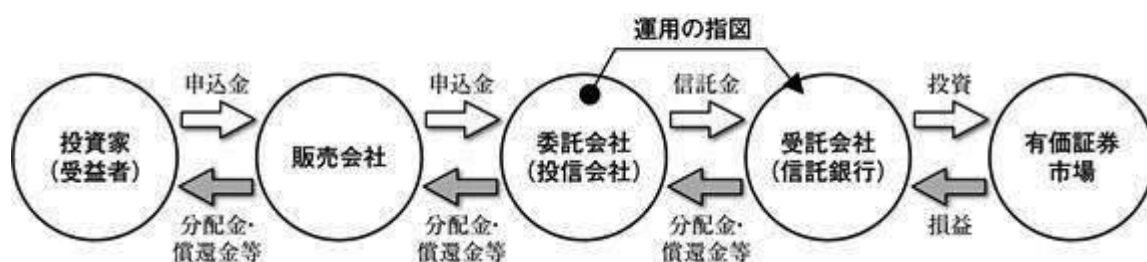 運用の指図
申込金
申込金
信託金
投資
投資家
(受益者)
販売会社
委託会社
(投信会社)
受託会社
(信託銀行)
有価証券
市場
分配金・
償還金等
分配金・
償還金等
分配金・
償還金等
損益